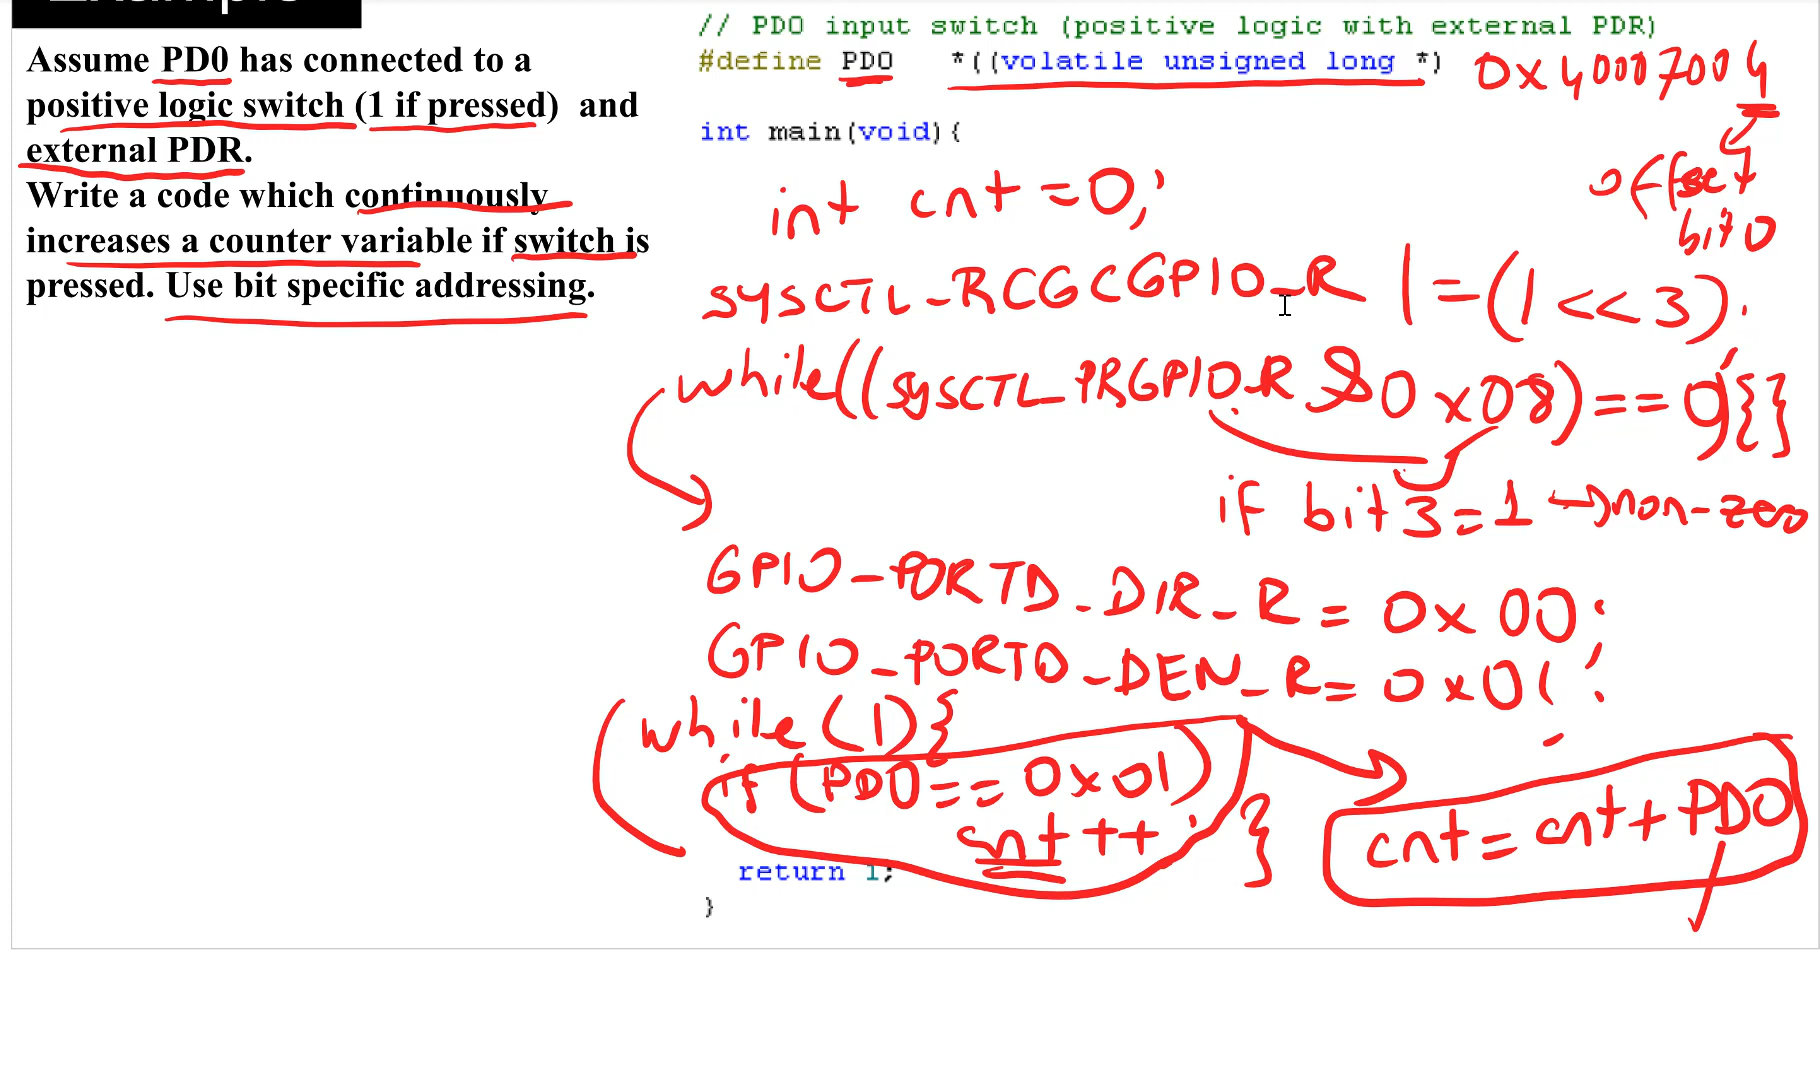 Assume PD0 has connected to a
positive logic switch (1 if pressed) and
external PDR.
Write a code which continuously
increases a counter variable if switch is
pressed. Use bit specific addressing.
// PD0 input switch (positive logic with external PDR)
#define PD0 *((volatile unsigned long *) 0x40007004
offset
bit 0
int main(void){
int cnt = 0;
SYSCTL_RCGCGPIO_R |= (1 << 3);
while((SYSCTL_PRGPIO_R & 0x08) == 0){}
if bit 3 = 1 → non-zero
GPIO_PORTD_DIR_R = 0x00;
GPIO_PORTD_DEN_R = 0x01;
while (1){
if (PD0 == 0x01)
cnt++; }
cnt = cnt + PD0
return 1;
}